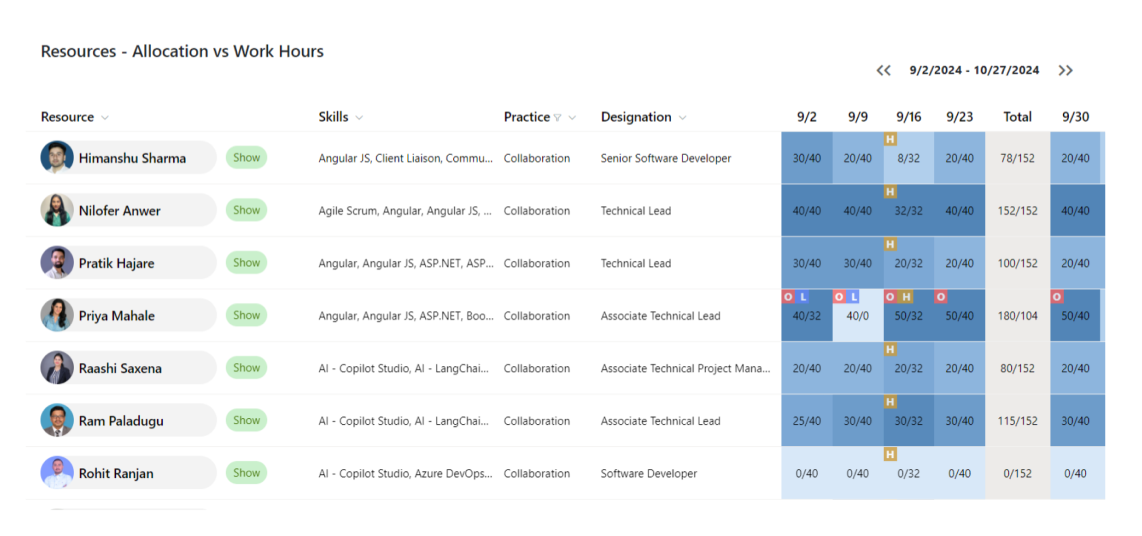 Resources - Allocation vs Work Hours
9/2/2024 - 10/27/2024
Resource Skills Practice Designation 9/2 9/9 9/16 9/23 Total 9/30
H
Himanshu Sharma Show Angular JS, Client Liaison, Commu... Collaboration Senior Software Developer 30/40 20/40 8/32 20/40 78/152 20/40
H
Nilofer Anwer Show Agile Scrum, Angular, Angular JS, ... Collaboration Technical Lead 40/40 40/40 32/32 40/40 152/152 40/40
H
Pratik Hajare Show Angular, Angular JS, ASP.NET, ASP... Collaboration Technical Lead 30/40 30/40 20/32 20/40 100/152 20/40
O L O L O H O O
Priya Mahale Show Angular, Angular JS, ASP.NET, Boo... Collaboration Associate Technical Lead 40/32 40/0 50/32 50/40 180/104 50/40
H
Raashi Saxena Show AI - Copilot Studio, AI - LangChai... Collaboration Associate Technical Project Mana... 20/40 20/40 20/32 20/40 80/152 20/40
H
Ram Paladugu Show AI - Copilot Studio, AI - LangChai... Collaboration Associate Technical Lead 25/40 30/40 30/32 30/40 115/152 30/40
H
Rohit Ranjan Show AI - Copilot Studio, Azure DevOps... Collaboration Software Developer 0/40 0/40 0/32 0/40 0/152 0/40